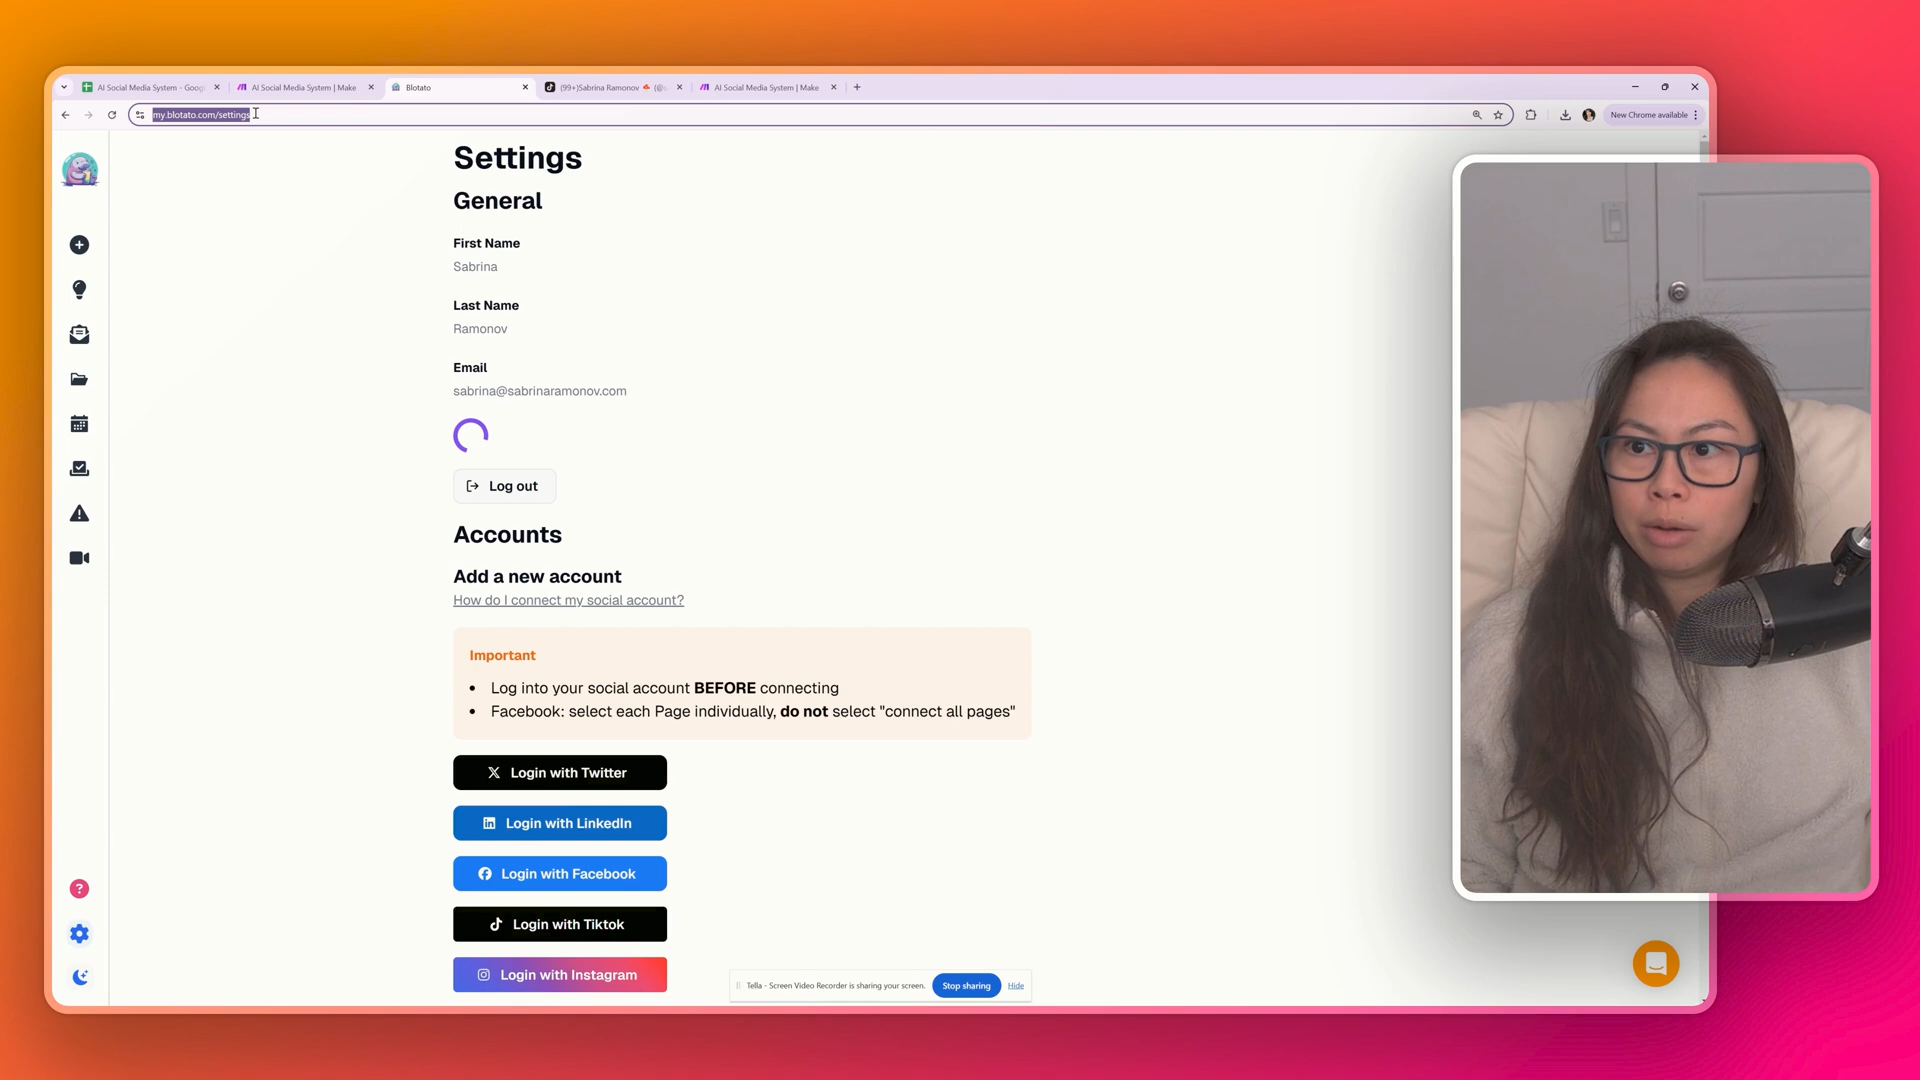 AI Social Media System - Goog
AI Social Media System | Make
Blotato
(99+) Sabrina Ramonov
AI Social Media System | Make
my.blotato.com/settings
New Chrome available
Settings
General
First Name
Sabrina
Last Name
Ramonov
Email
sabrina@sabrinaramonov.com
Log out
Accounts
Add a new account
How do I connect my social account?
Important
• Log into your social account BEFORE connecting
• Facebook: select each Page individually, do not select "connect all pages"
Login with Twitter
Login with LinkedIn
Login with Facebook
Login with Tiktok
Login with Instagram
Tella - Screen Video Recorder is sharing your screen.
Stop sharing
Hide